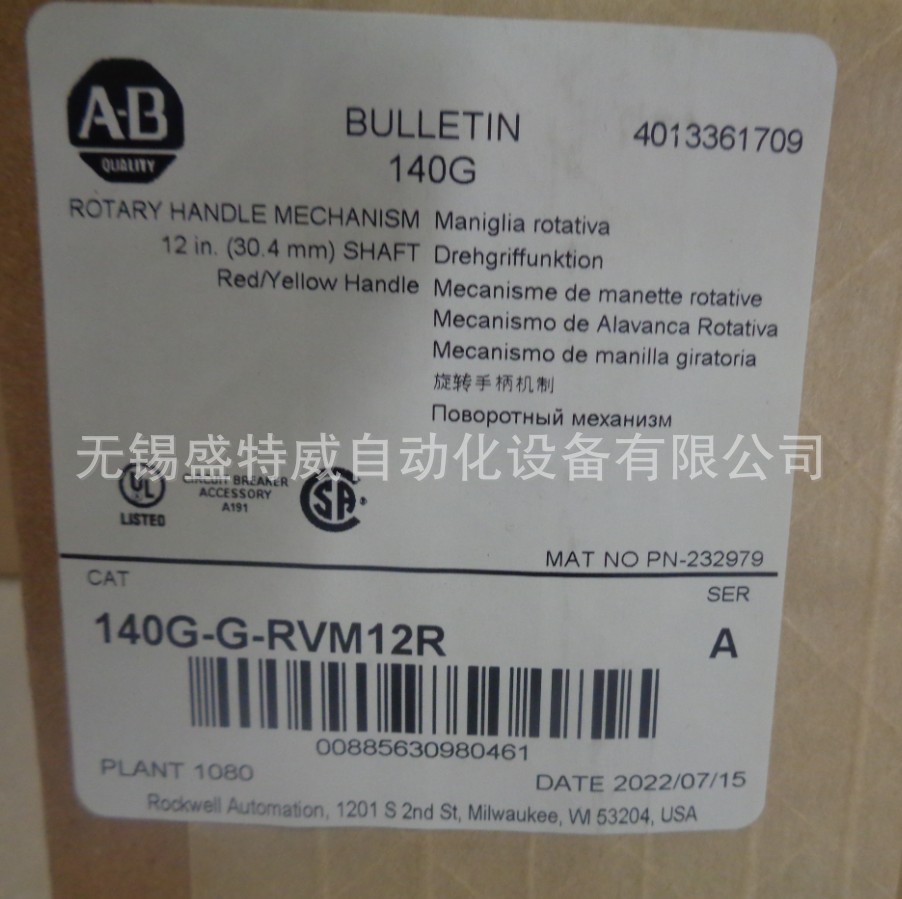 A-B
QUALITY
BULLETIN
140G
4013361709
ROTARY HANDLE MECHANISM
12 in. (30.4 mm) SHAFT
Red/Yellow Handle
Maniglia rotativa
Drehgriffunktion
Mecanisme de manette rotative
Mecanismo de Alavanca Rotativa
Mecanismo de manilla giratoria
旋转手柄机制
Поворотный механизм
无锡盛特威自动化设备有限公司
UL
LISTED
CIRCUIT BREAKER
ACCESSORY
A191
SA®
MAT NO PN-232979
CAT
SER
140G-G-RVM12R
A
00885630980461
PLANT 1080
DATE 2022/07/15
Rockwell Automation, 1201 S 2nd St, Milwaukee, WI 53204, USA